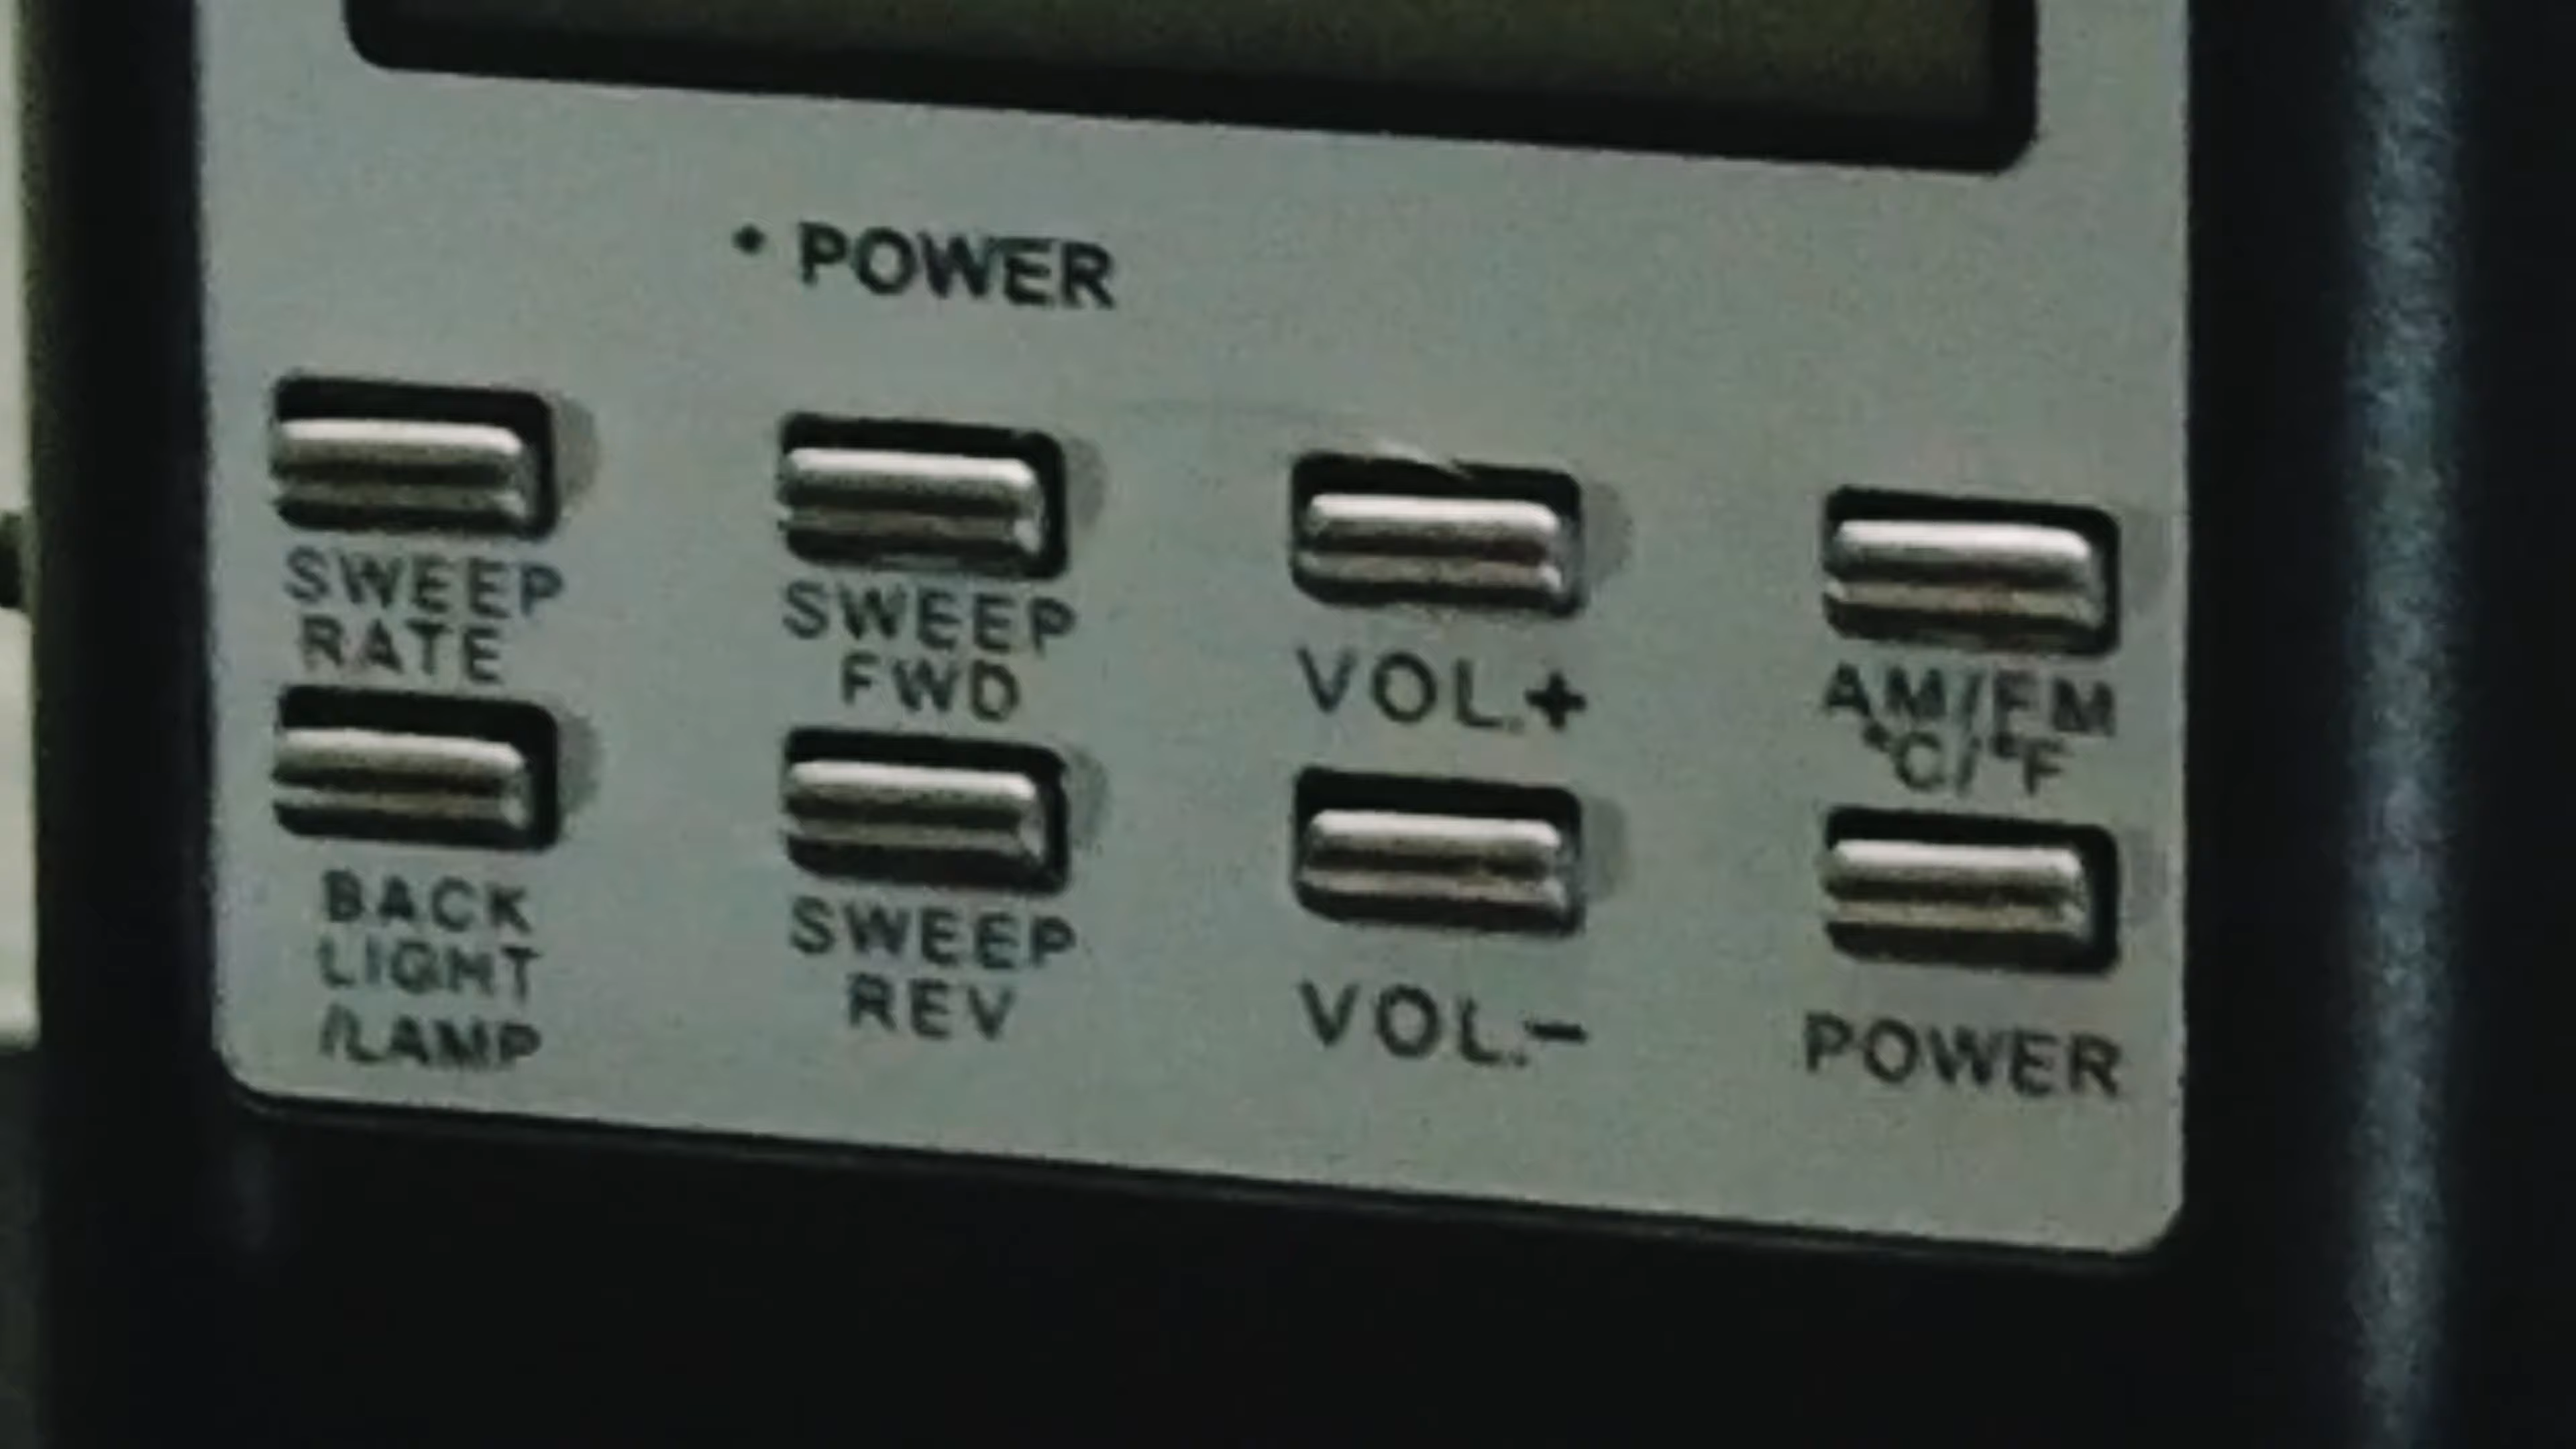 • POWER
SWEEP
RATE
SWEEP
FWD
VOL.+
AM/FM
°C/°F
BACK
LIGHT
/LAMP
SWEEP
REV
VOL.-
POWER